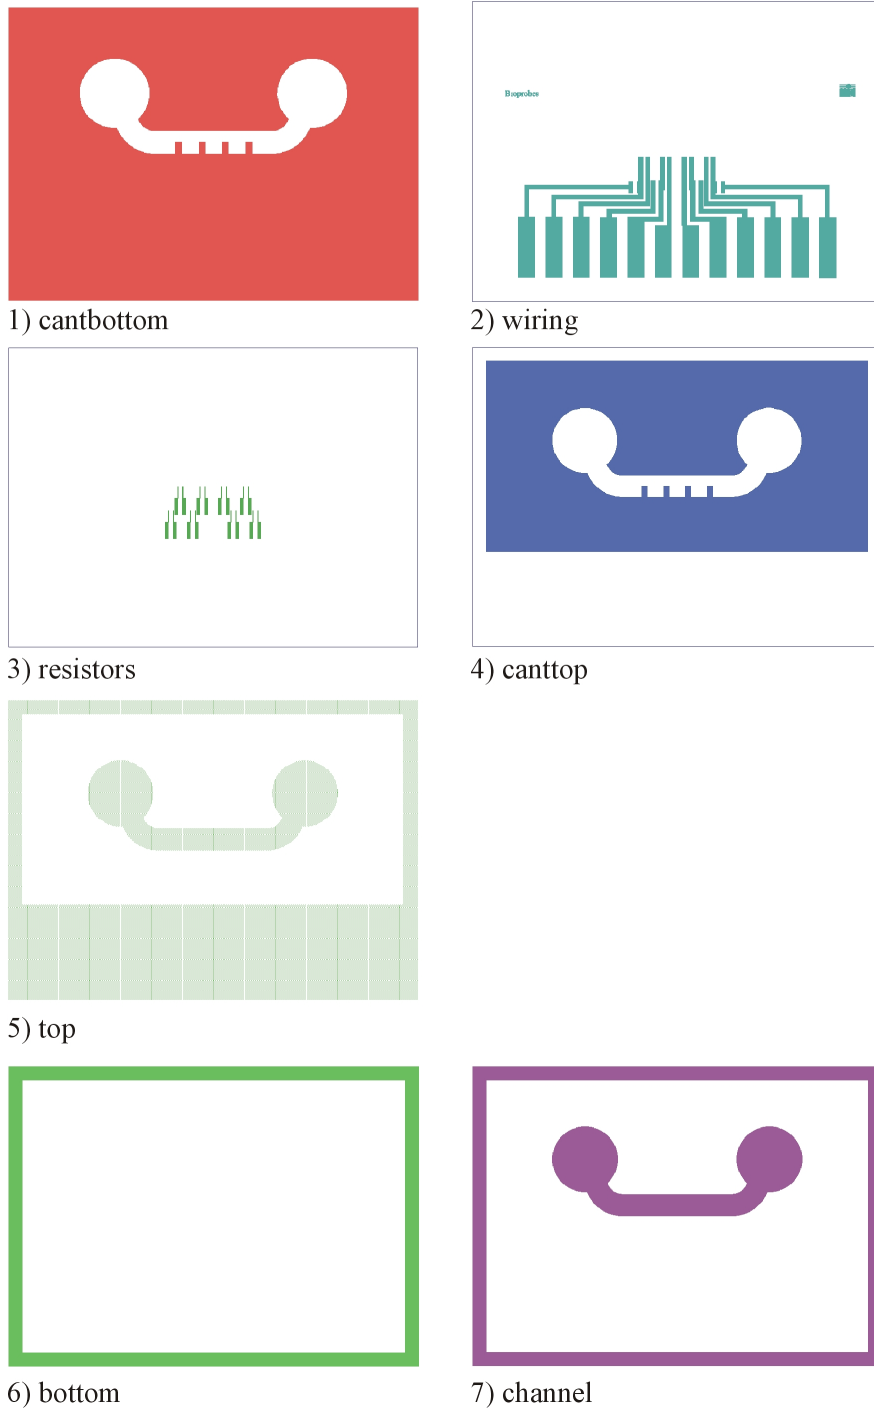 Bioprobes
1) cantbottom
2) wiring
3) resistors
4) canttop
5) top
6) bottom
7) channel